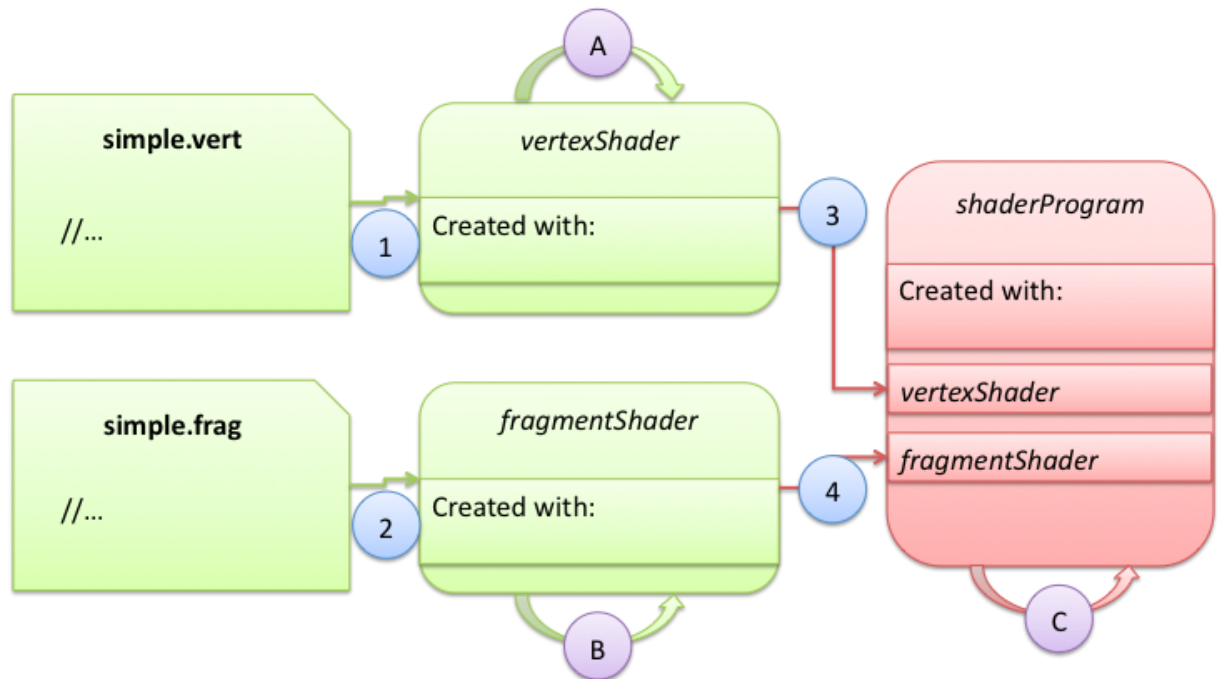 A
simple.vert
//...
1
vertexShader
Created with:
3
shaderProgram
Created with:
vertexShader
fragmentShader
simple.frag
//...
2
fragmentShader
Created with:
4
B
C